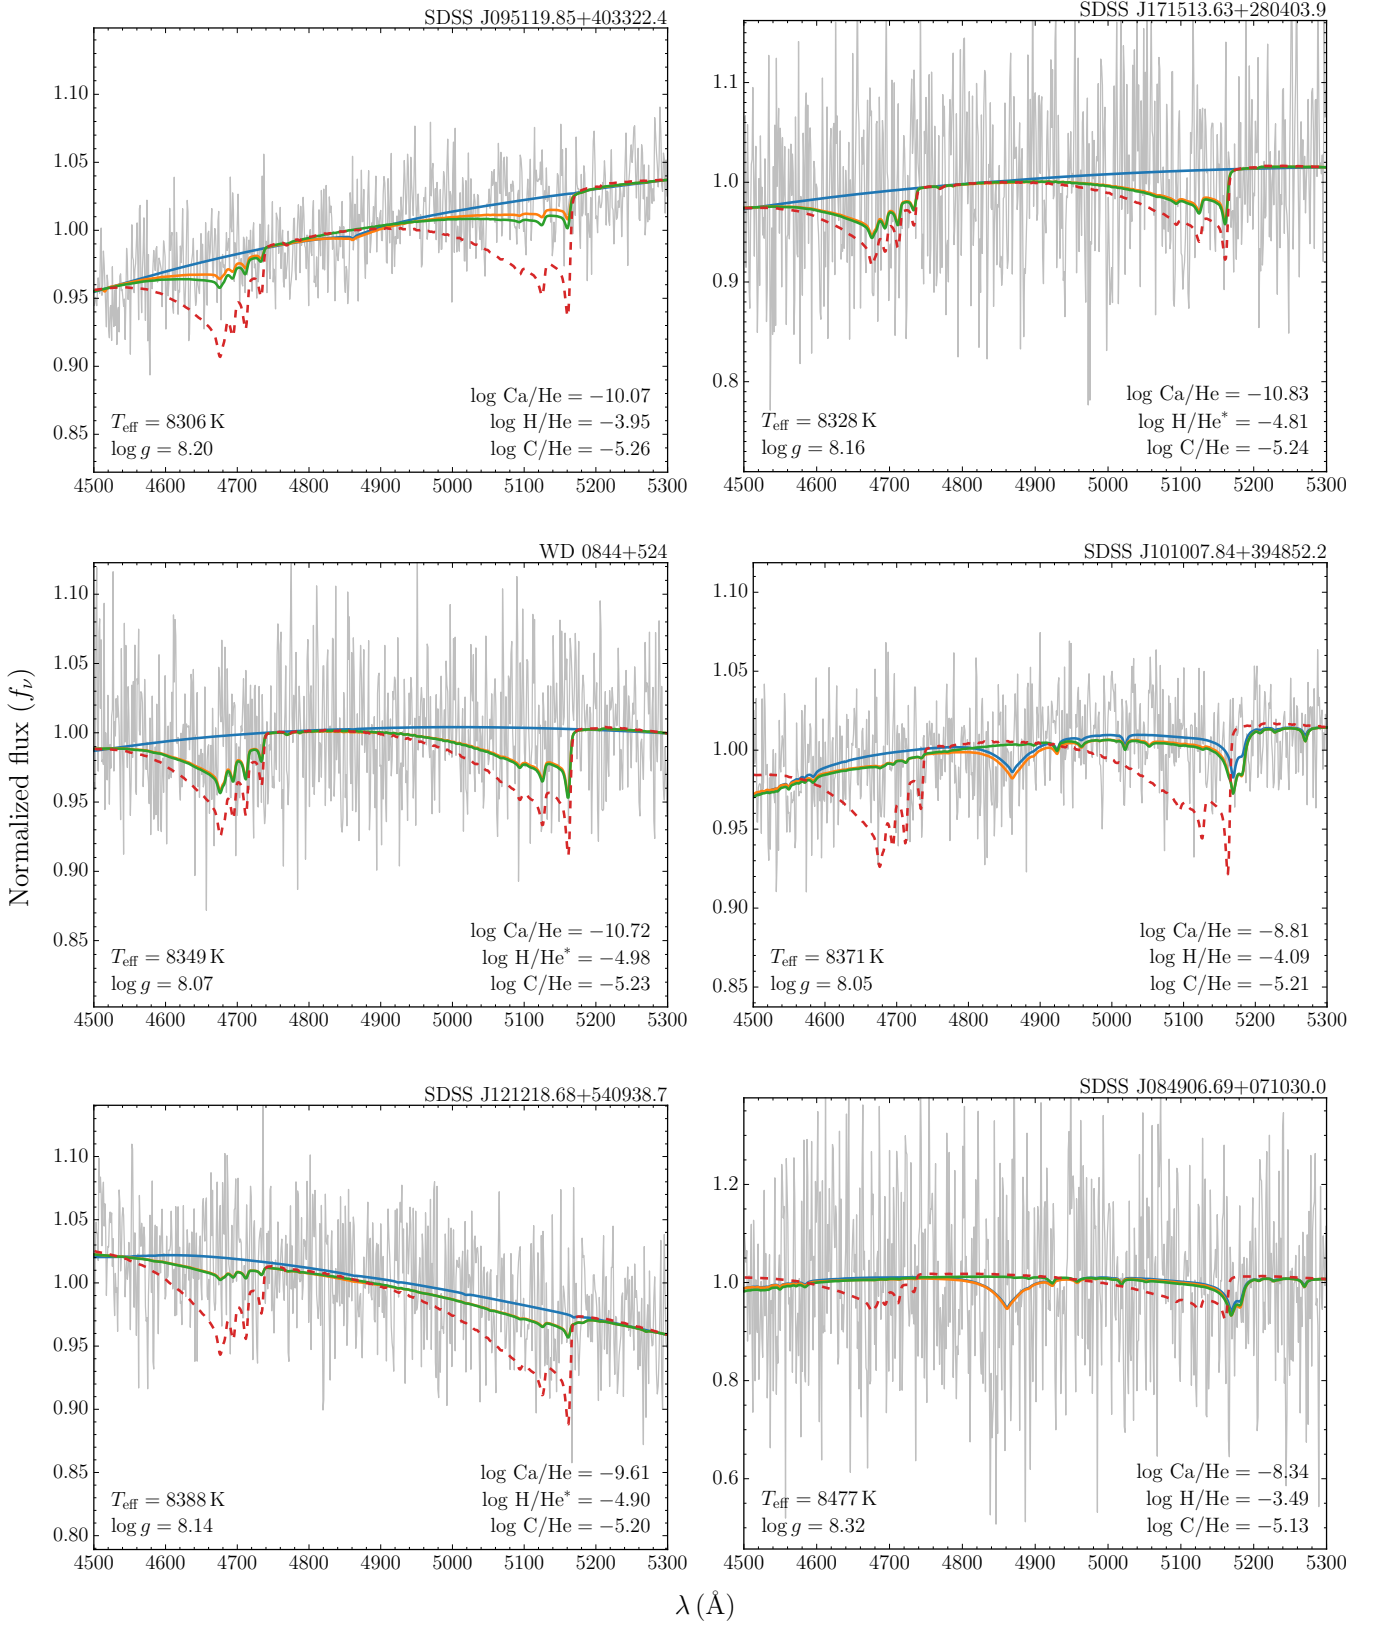 SDSS J095119.85+403322.4
1.10
1.05
1.00
0.95
0.90
0.85
log Ca/He = −10.07
T_eff = 8306 K
log H/He = −3.95
log g = 8.20
log C/He = −5.26
4500 4600 4700 4800 4900 5000 5100 5200 5300
SDSS J171513.63+280403.9
1.1
1.0
0.9
0.8
log Ca/He = −10.83
T_eff = 8328 K
log H/He* = −4.81
log g = 8.16
log C/He = −5.24
4500 4600 4700 4800 4900 5000 5100 5200 5300
WD 0844+524
1.10
1.05
1.00
0.95
0.90
0.85
log Ca/He = −10.72
T_eff = 8349 K
log H/He* = −4.98
log g = 8.07
log C/He = −5.23
4500 4600 4700 4800 4900 5000 5100 5200 5300
SDSS J101007.84+394852.2
1.10
1.05
1.00
0.95
0.90
0.85
log Ca/He = −8.81
T_eff = 8371 K
log H/He = −4.09
log g = 8.05
log C/He = −5.21
4500 4600 4700 4800 4900 5000 5100 5200 5300
Normalized flux (f_ν)
SDSS J121218.68+540938.7
1.10
1.05
1.00
0.95
0.90
0.85
0.80
log Ca/He = −9.61
T_eff = 8388 K
log H/He* = −4.90
log g = 8.14
log C/He = −5.20
4500 4600 4700 4800 4900 5000 5100 5200 5300
SDSS J084906.69+071030.0
1.2
1.0
0.8
0.6
log Ca/He = −8.34
T_eff = 8477 K
log H/He = −3.49
log g = 8.32
log C/He = −5.13
4500 4600 4700 4800 4900 5000 5100 5200 5300
λ (Å)